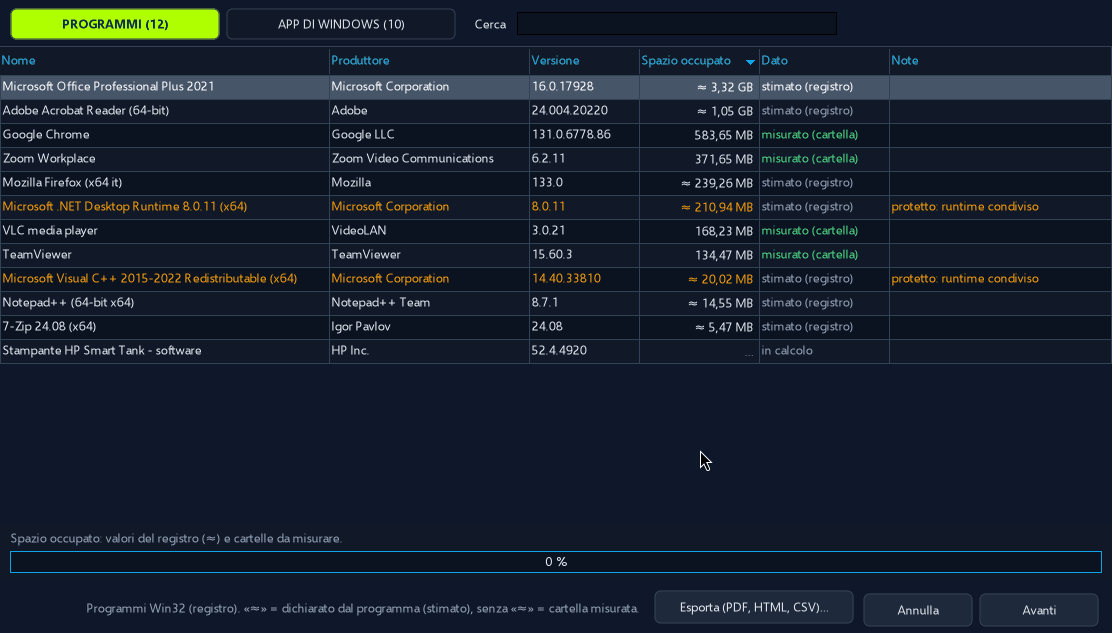 PROGRAMMI (12) APP DI WINDOWS (10) Cerca
Nome Produttore Versione Spazio occupato Dato Note
Microsoft Office Professional Plus 2021 Microsoft Corporation 16.0.17928 ≈ 3,32 GB stimato (registro)
Adobe Acrobat Reader (64-bit) Adobe 24.004.20220 ≈ 1,05 GB stimato (registro)
Google Chrome Google LLC 131.0.6778.86 583,65 MB misurato (cartella)
Zoom Workplace Zoom Video Communications 6.2.11 371,65 MB misurato (cartella)
Mozilla Firefox (x64 it) Mozilla 133.0 ≈ 239,26 MB stimato (registro)
Microsoft .NET Desktop Runtime 8.0.11 (x64) Microsoft Corporation 8.0.11 ≈ 210,94 MB stimato (registro) protetto: runtime condiviso
VLC media player VideoLAN 3.0.21 168,23 MB misurato (cartella)
TeamViewer TeamViewer 15.60.3 134,47 MB misurato (cartella)
Microsoft Visual C++ 2015-2022 Redistributable (x64) Microsoft Corporation 14.40.33810 ≈ 20,02 MB stimato (registro) protetto: runtime condiviso
Notepad++ (64-bit x64) Notepad++ Team 8.7.1 ≈ 14,55 MB stimato (registro)
7-Zip 24.08 (x64) Igor Pavlov 24.08 ≈ 5,47 MB stimato (registro)
Stampante HP Smart Tank - software HP Inc. 52.4.4920 ... in calcolo
Spazio occupato: valori del registro (≈) e cartelle da misurare.
0 %
Programmi Win32 (registro). «≈» = dichiarato dal programma (stimato), senza «≈» = cartella misurata. Esporta (PDF, HTML, CSV)... Annulla Avanti